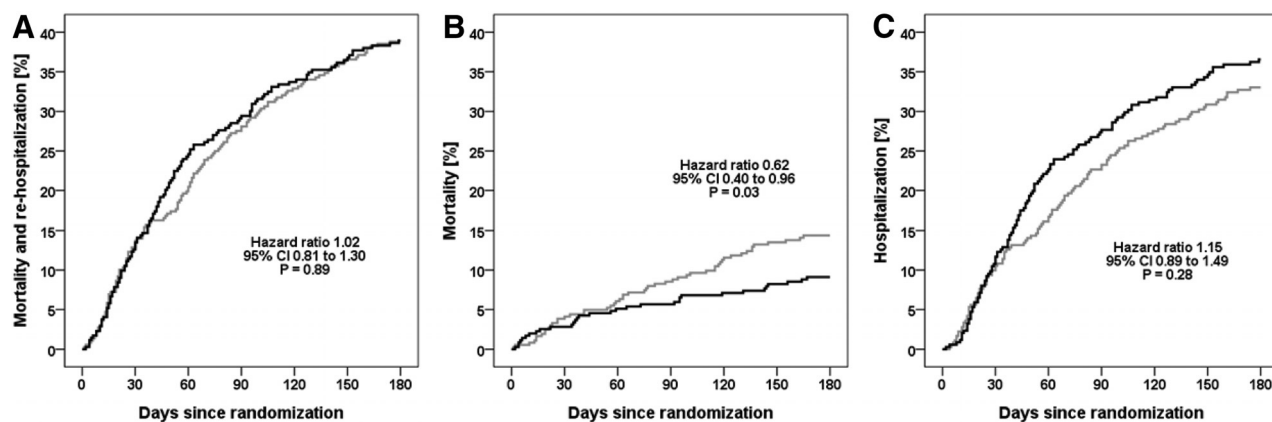 A
Mortality and re-hospitalization [%]
40
35
30
25
20
15
10
5
0
Hazard ratio 1.02
95% CI 0.81 to 1.30
P = 0.89
0 30 60 90 120 150 180
Days since randomization
B
Mortality [%]
40
35
30
25
20
15
10
5
0
Hazard ratio 0.62
95% CI 0.40 to 0.96
P = 0.03
0 30 60 90 120 150 180
Days since randomization
C
Hospitalization [%]
40
35
30
25
20
15
10
5
0
Hazard ratio 1.15
95% CI 0.89 to 1.49
P = 0.28
0 30 60 90 120 150 180
Days since randomization